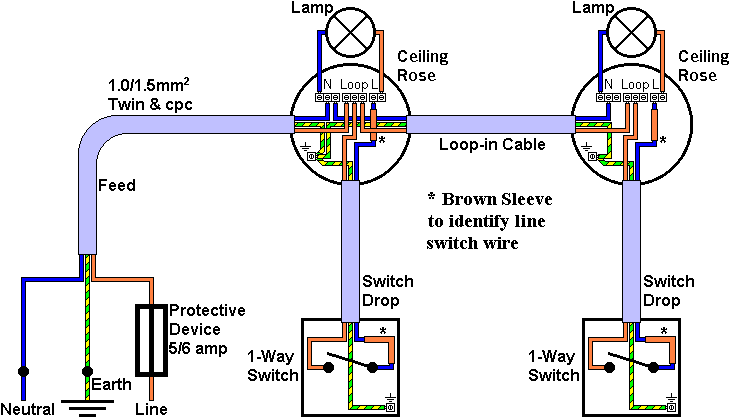 Lamp
Lamp
Ceiling
Rose
Ceiling
Rose
1.0/1.5mm²
Twin & cpc
N Loop L
N Loop L
*
*
Loop-in Cable
Feed
* Brown Sleeve
to identify line
switch wire
Switch
Drop
Switch
Drop
Protective
Device
5/6 amp
*
*
1-Way
Switch
1-Way
Switch
Earth
Neutral
Line